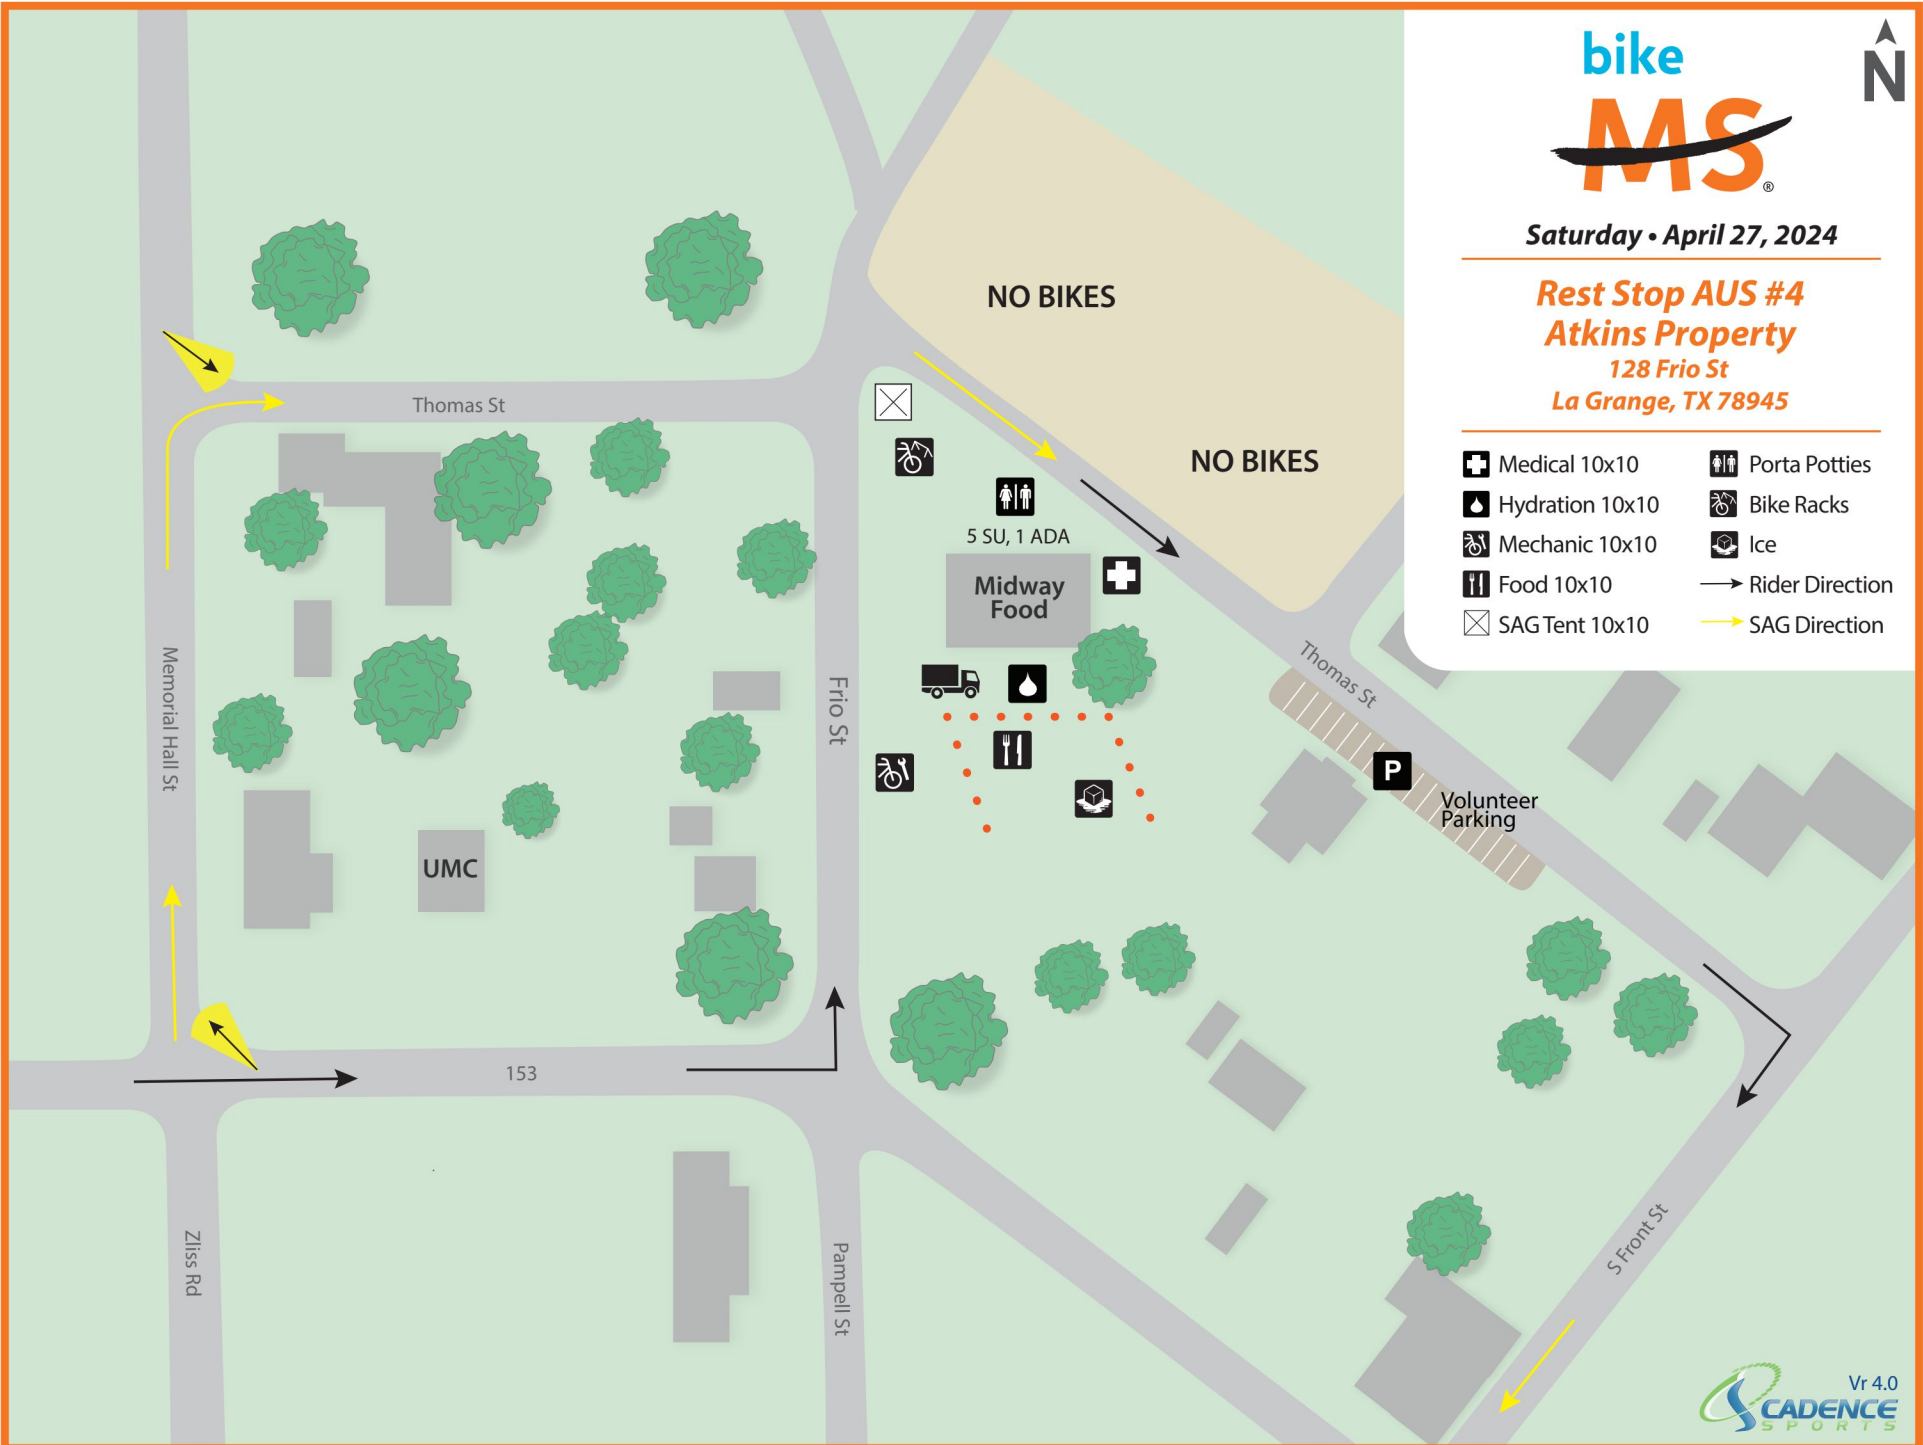 bike
MS®
N
Saturday • April 27, 2024
Rest Stop AUS #4
Atkins Property
128 Frio St
La Grange, TX 78945
Medical 10x10
Hydration 10x10
Mechanic 10x10
Food 10x10
SAG Tent 10x10
Porta Potties
Bike Racks
Ice
Rider Direction
SAG Direction
NO BIKES
NO BIKES
Thomas St
5 SU, 1 ADA
Midway
Food
Thomas St
Memorial Hall St
Frio St
P
Volunteer
Parking
UMC
153
Zliss Rd
Pampell St
S Front St
Vr 4.0
CADENCE
SPORTS